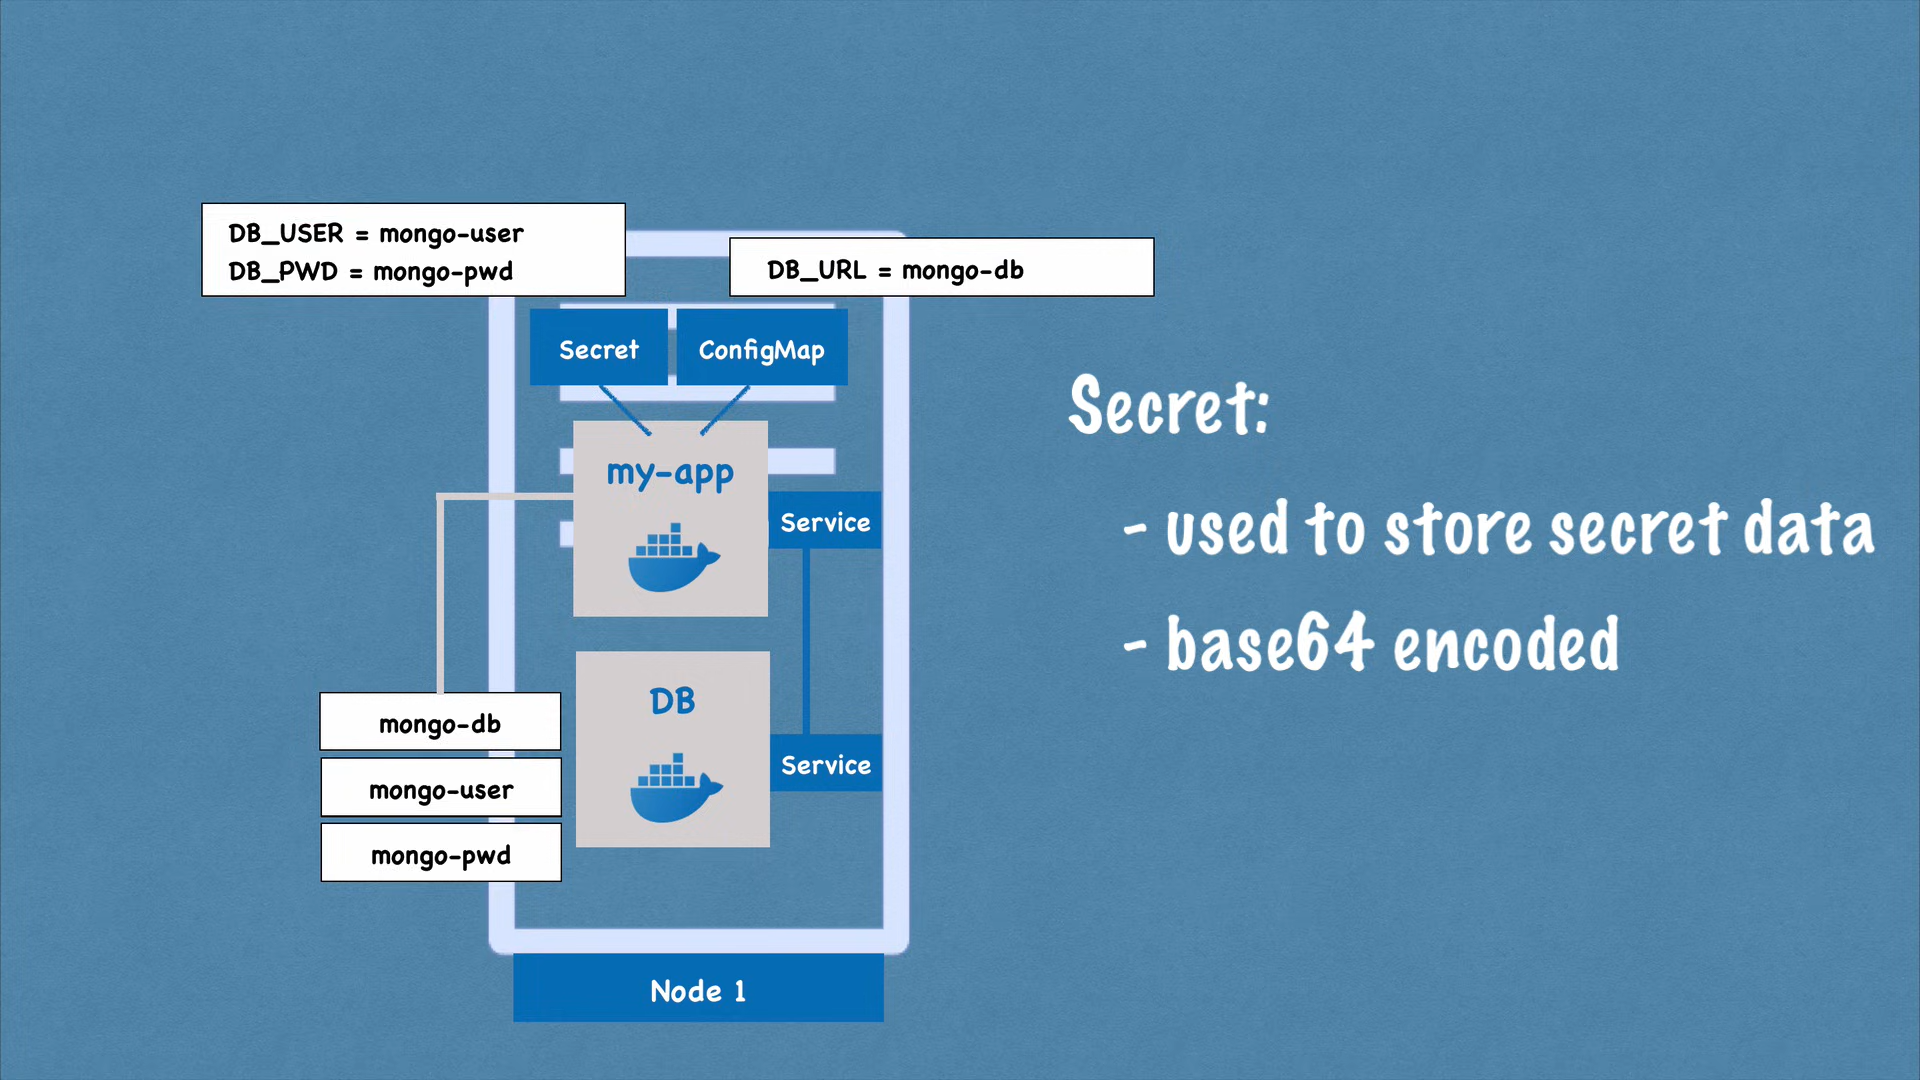 DB_USER = mongo-user
DB_PWD = mongo-pwd
DB_URL = mongo-db
Secret
ConfigMap
my-app
Service
DB
Service
mongo-db
mongo-user
mongo-pwd
Node 1
Secret:
- used to store secret data
- base64 encoded